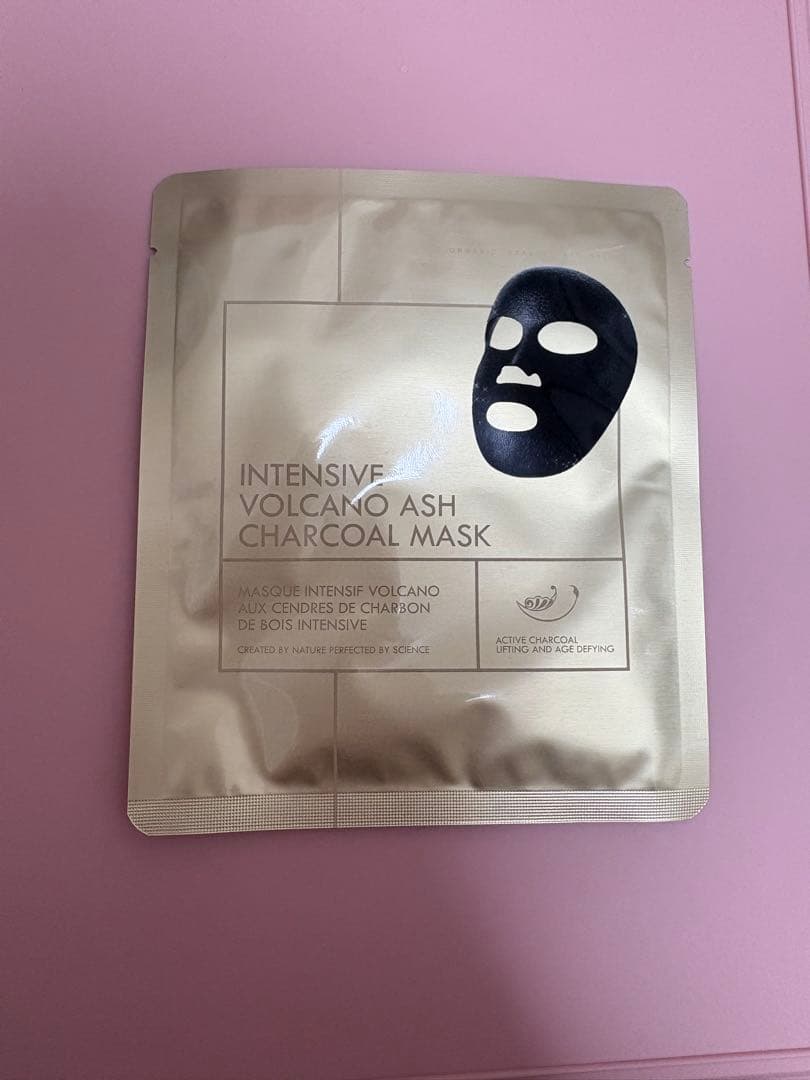 INTENSIVE
VOLCANO ASH
CHARCOAL MASK
MASQUE INTENSIF VOLCANO
AUX CENDRES DE CHARBON
DE BOIS INTENSIVE
CREATED BY NATURE PERFECTED BY SCIENCE
ACTIVE CHARCOAL
LIFTING AND AGE DEFYING